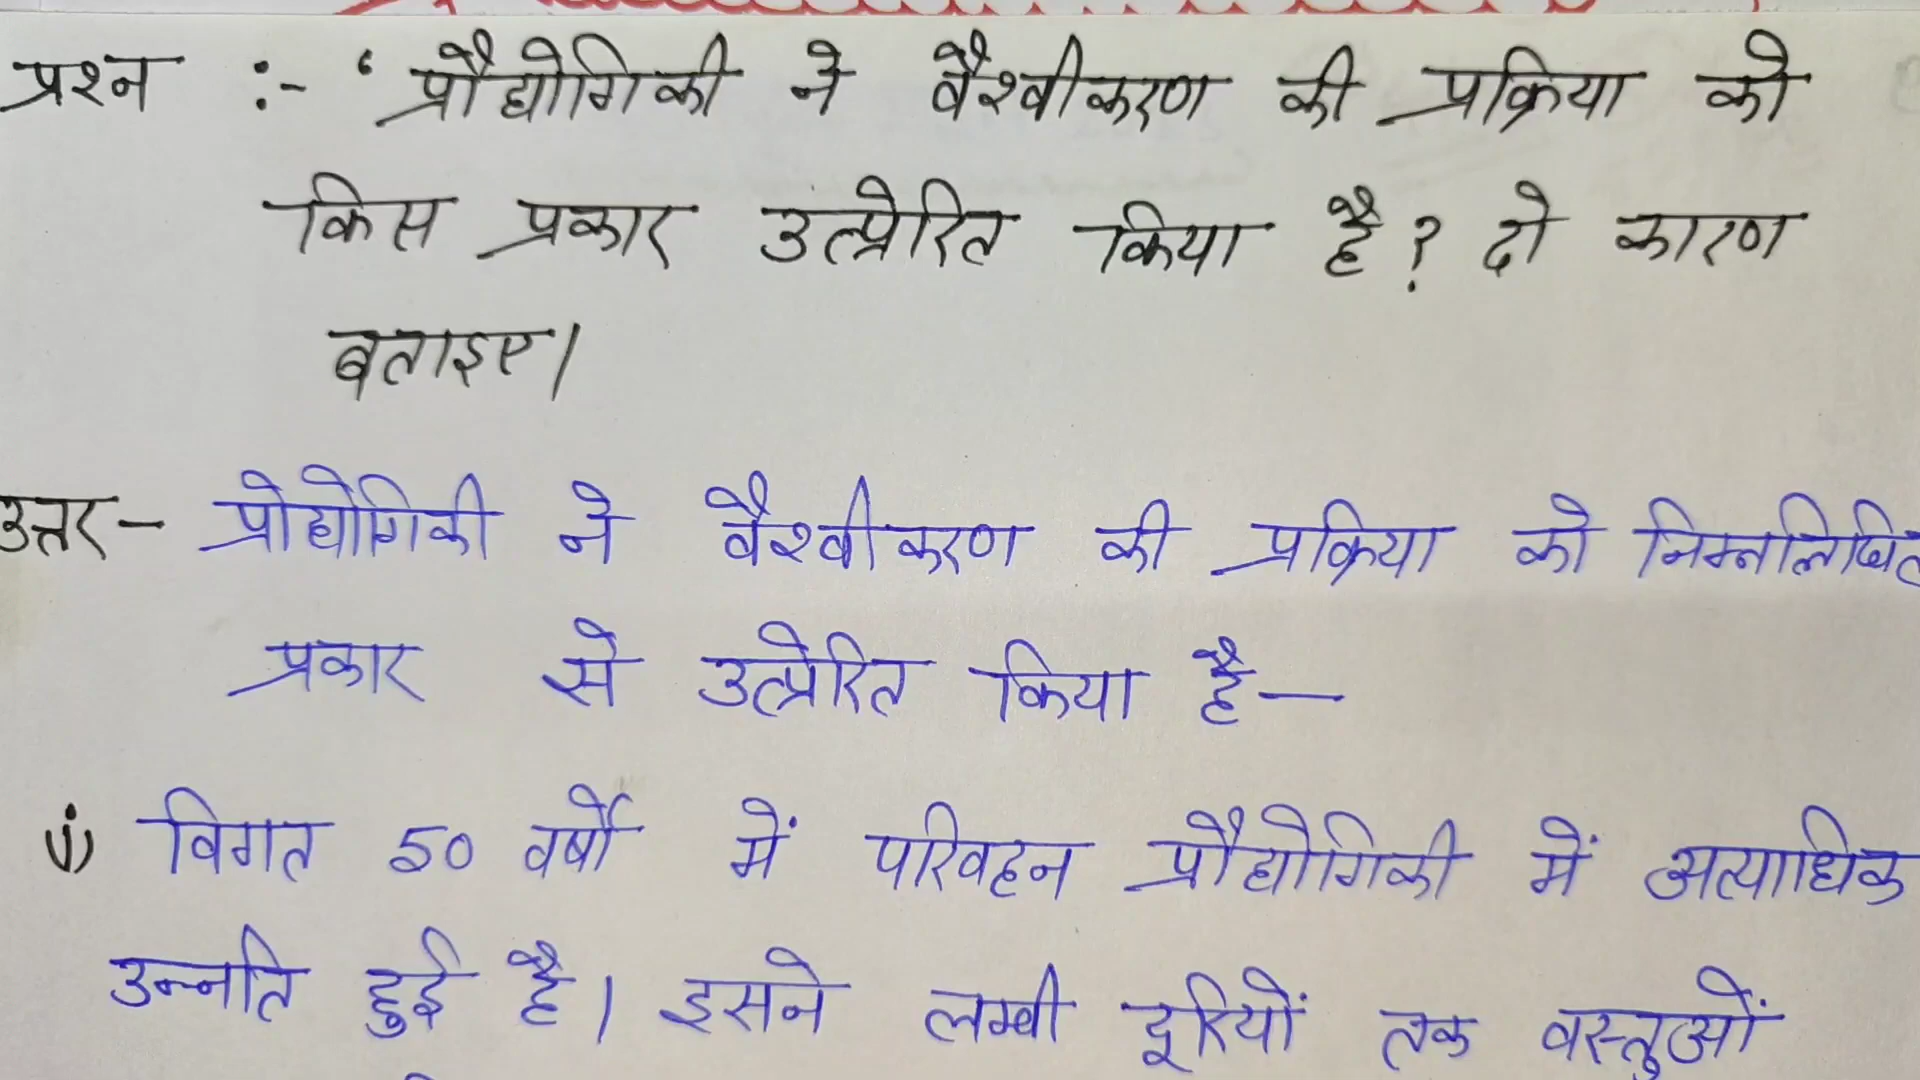 प्रश्न :- ‘ प्रौद्योगिकी ने वैश्वीकरण की प्रक्रिया को
किस प्रकार उत्प्रेरित किया है? दो कारण
बताइए।
उत्तर - प्रोद्योगिकी ने वैश्वीकरण की प्रक्रिया को निम्नलिखित
प्रकार से उत्प्रेरित किया है —
(i) विगत 50 वर्षों में परिवहन प्रौद्योगिकी में अत्याधिक
उन्नति हुई है। इसने लम्बी दूरियों तक वस्तुओं